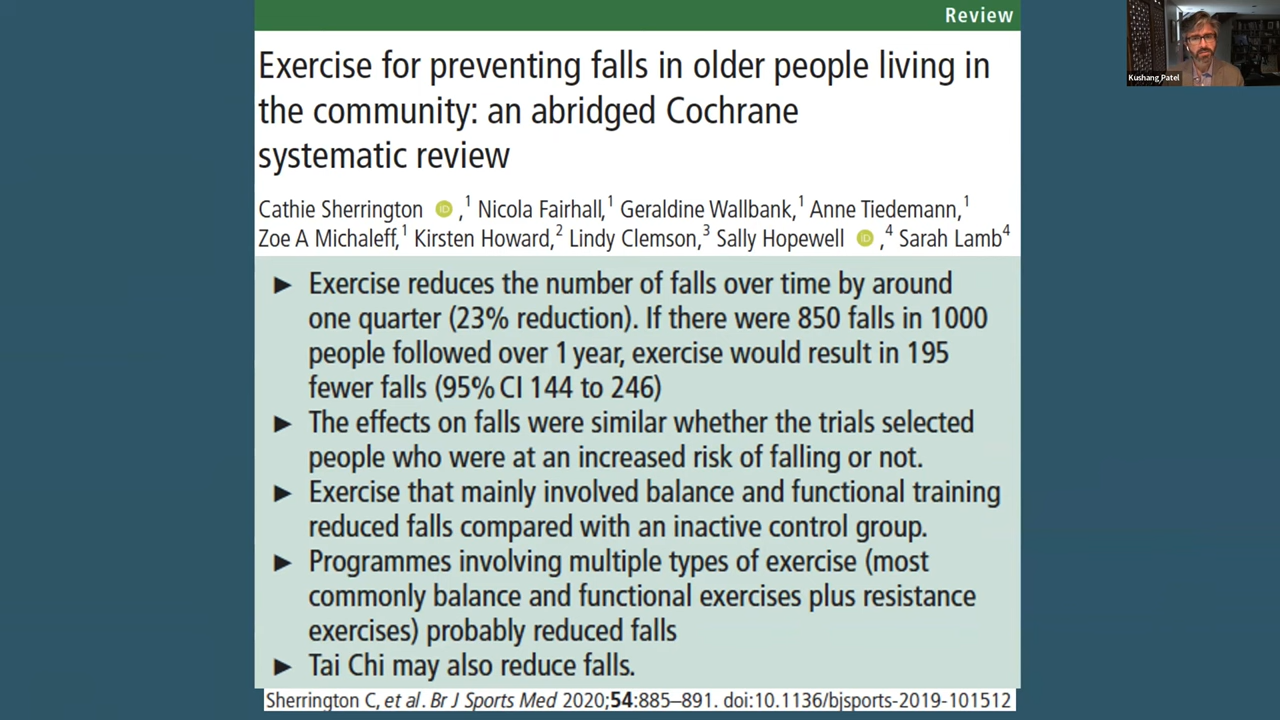 Review
Exercise for preventing falls in older people living in
the community: an abridged Cochrane
systematic review
Cathie Sherrington iD ,1 Nicola Fairhall,1 Geraldine Wallbank,1 Anne Tiedemann,1
Zoe A Michaleff,1 Kirsten Howard,2 Lindy Clemson,3 Sally Hopewell iD ,4 Sarah Lamb4
► Exercise reduces the number of falls over time by around
one quarter (23% reduction). If there were 850 falls in 1000
people followed over 1 year, exercise would result in 195
fewer falls (95% CI 144 to 246)
► The effects on falls were similar whether the trials selected
people who were at an increased risk of falling or not.
► Exercise that mainly involved balance and functional training
reduced falls compared with an inactive control group.
► Programmes involving multiple types of exercise (most
commonly balance and functional exercises plus resistance
exercises) probably reduced falls
► Tai Chi may also reduce falls.
Sherrington C, et al. Br J Sports Med 2020;54:885–891. doi:10.1136/bjsports-2019-101512
Kushang Patel